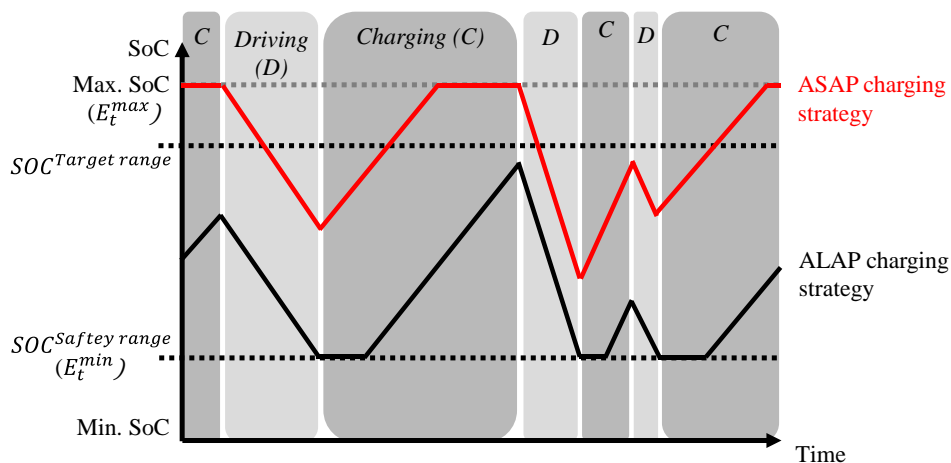 SoC
C
Driving
(D)
Charging (C)
D
C
D
C
Max. SoC
(E_t^{max})
ASAP charging
strategy
SOC^{Target range}
ALAP charging
strategy
SOC^{Saftey range}
(E_t^{min})
Min. SoC
Time